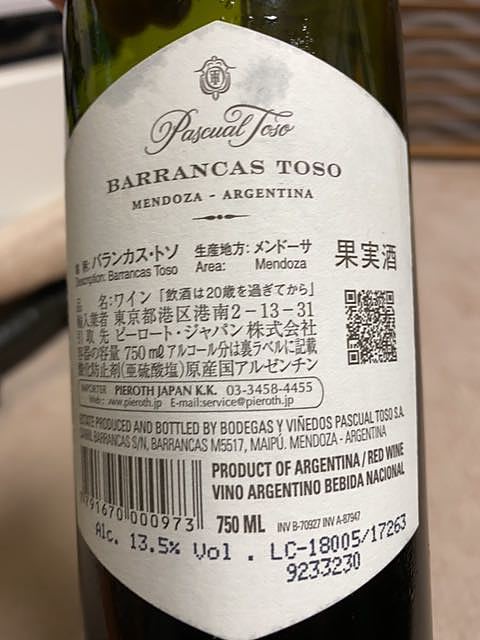 Pascual Toso
BARRANCAS TOSO
MENDOZA - ARGENTINA
名称:バランカス・トソ 生産地方:メンドーサ
Description: Barrancas Toso Area: Mendoza
果実酒
品 名:ワイン「飲酒は20歳を過ぎてから」
輸入業者 東京都港区港南2-13-31
引 取 先 ピーロート・ジャパン株式会社
容器の容量 750 ml アルコール分は裏ラベルに記載
酸化防止剤(亜硫酸塩)原産国アルゼンチン
IMPORTER PIEROTH JAPAN K.K. 03-3458-4455
Web: www.pieroth.jp E-mail:service@pieroth.jp
ESTATE PRODUCED AND BOTTLED BY BODEGAS Y VIÑEDOS PASCUAL TOSO S.A.
BARRANCAS S/N, BARRANCAS M5517, MAIPÚ. MENDOZA - ARGENTINA
PRODUCT OF ARGENTINA / RED WINE
VINO ARGENTINO BEBIDA NACIONAL
791670 000973
750 ML INV B-70927 INV A-87947
Alc. 13.5% Vol . LC-18005/17263
9233230